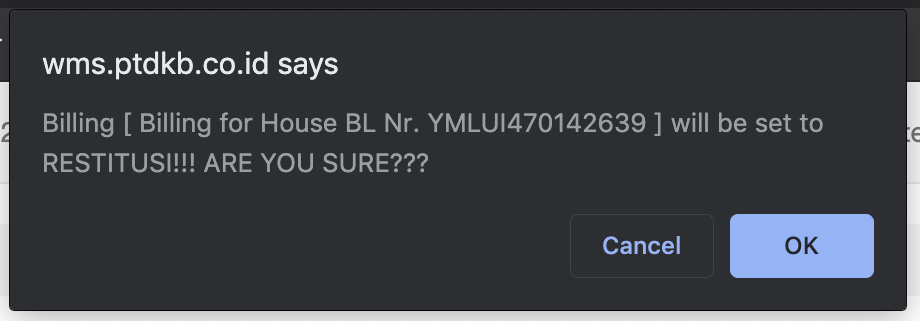 wms.ptdkb.co.id says
Billing [ Billing for House BL Nr. YMLUI470142639 ] will be set to
RESTITUSI!!! ARE YOU SURE???
Cancel
OK